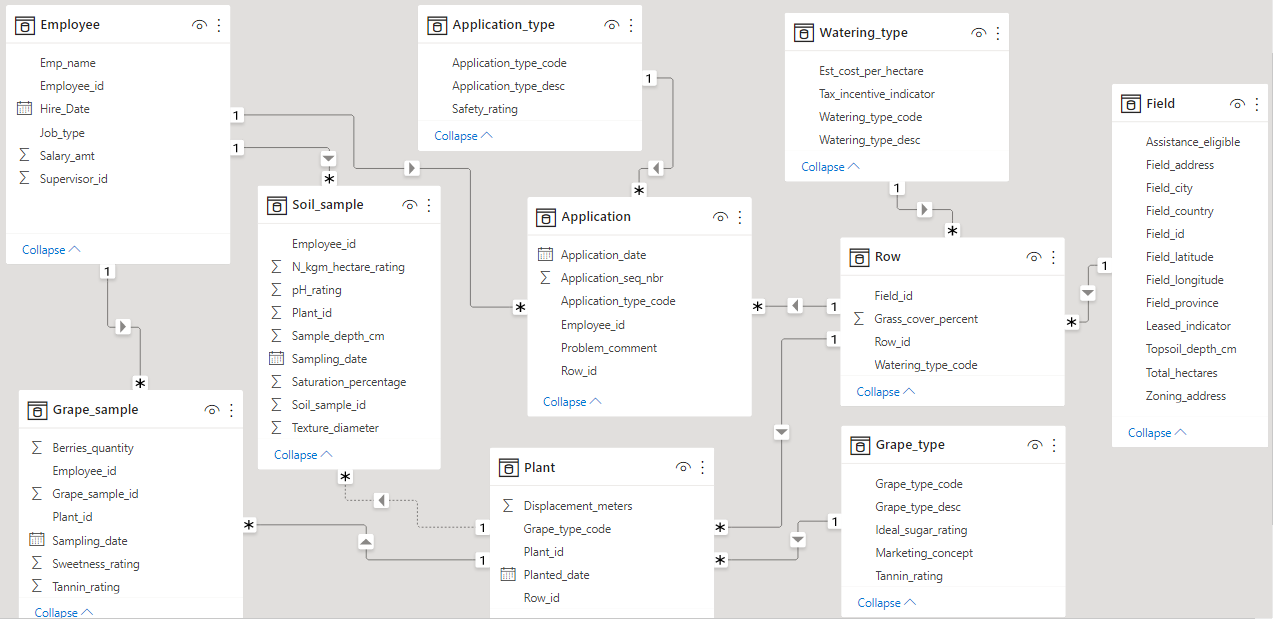 Employee
Emp_name
Employee_id
Hire_Date
Job_type
Salary_amt
Supervisor_id
Collapse
Application_type
Application_type_code
Application_type_desc
Safety_rating
Collapse
Watering_type
Est_cost_per_hectare
Tax_incentive_indicator
Watering_type_code
Watering_type_desc
Collapse
Field
Assistance_eligible
Field_address
Field_city
Field_country
Field_id
Field_latitude
Field_longitude
Field_province
Leased_indicator
Topsoil_depth_cm
Total_hectares
Zoning_address
Collapse
Soil_sample
Employee_id
N_kgm_hectare_rating
pH_rating
Plant_id
Sample_depth_cm
Sampling_date
Saturation_percentage
Soil_sample_id
Texture_diameter
Collapse
Application
Application_date
Application_seq_nbr
Application_type_code
Employee_id
Problem_comment
Row_id
Collapse
Row
Field_id
Grass_cover_percent
Row_id
Watering_type_code
Collapse
Grape_sample
Berries_quantity
Employee_id
Grape_sample_id
Plant_id
Sampling_date
Sweetness_rating
Tannin_rating
Collapse
Plant
Displacement_meters
Grape_type_code
Plant_id
Planted_date
Row_id
Grape_type
Grape_type_code
Grape_type_desc
Ideal_sugar_rating
Marketing_concept
Tannin_rating
Collapse
1
1
1
1
1
1
1
1
1
1
1
*
*
*
*
*
*
*
*
*
*
*